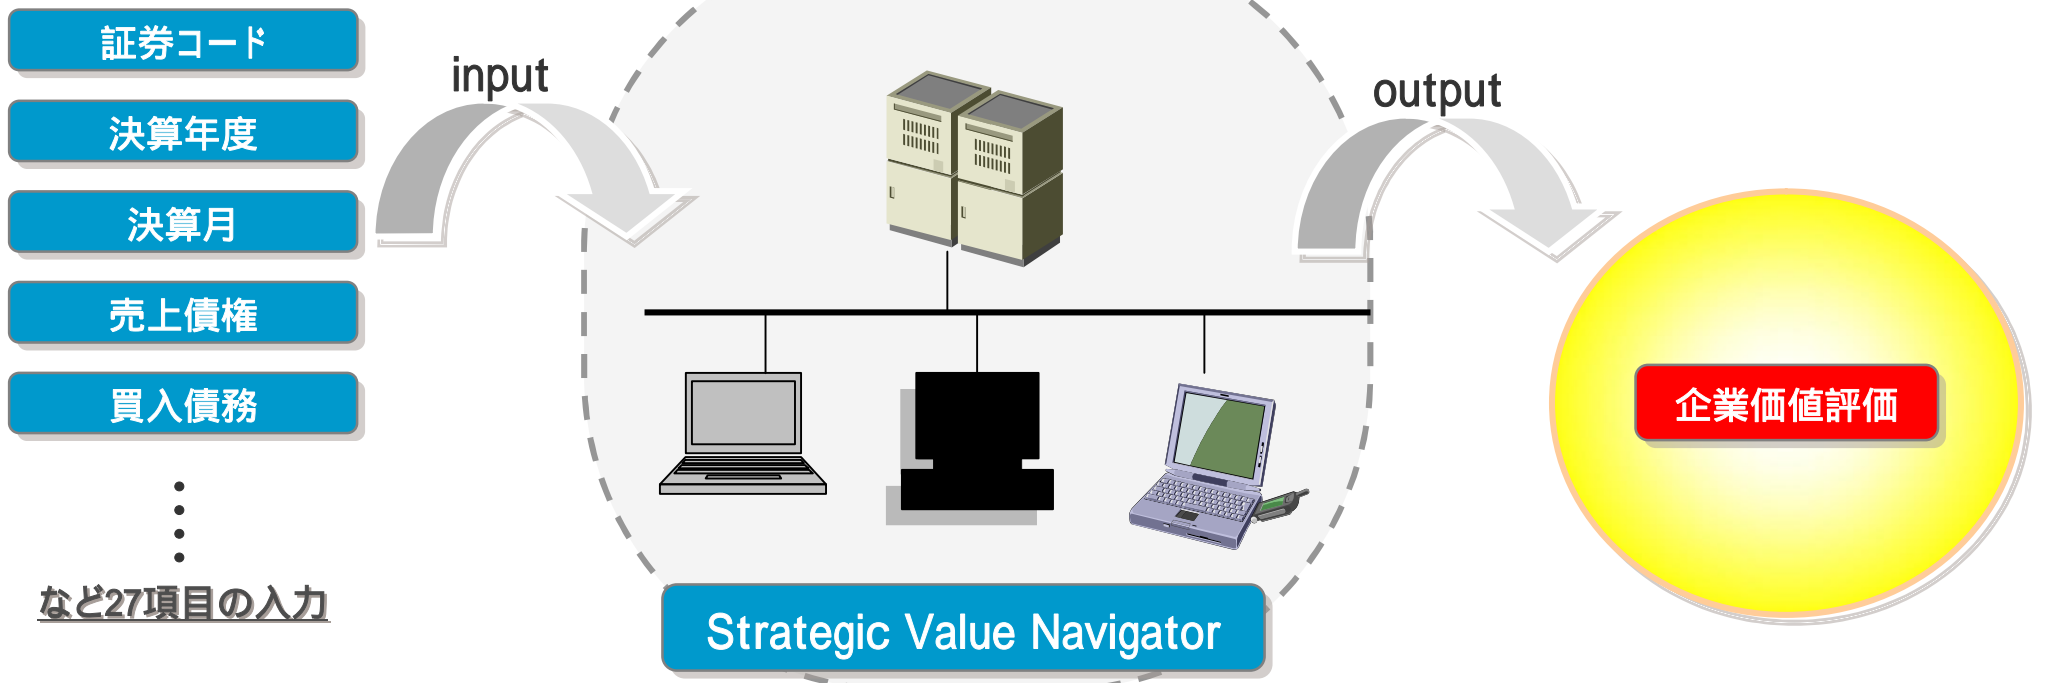 証券コード
決算年度
決算月
売上債権
買入債務
など27項目の入力
input
Strategic Value Navigator
output
企業価値評価